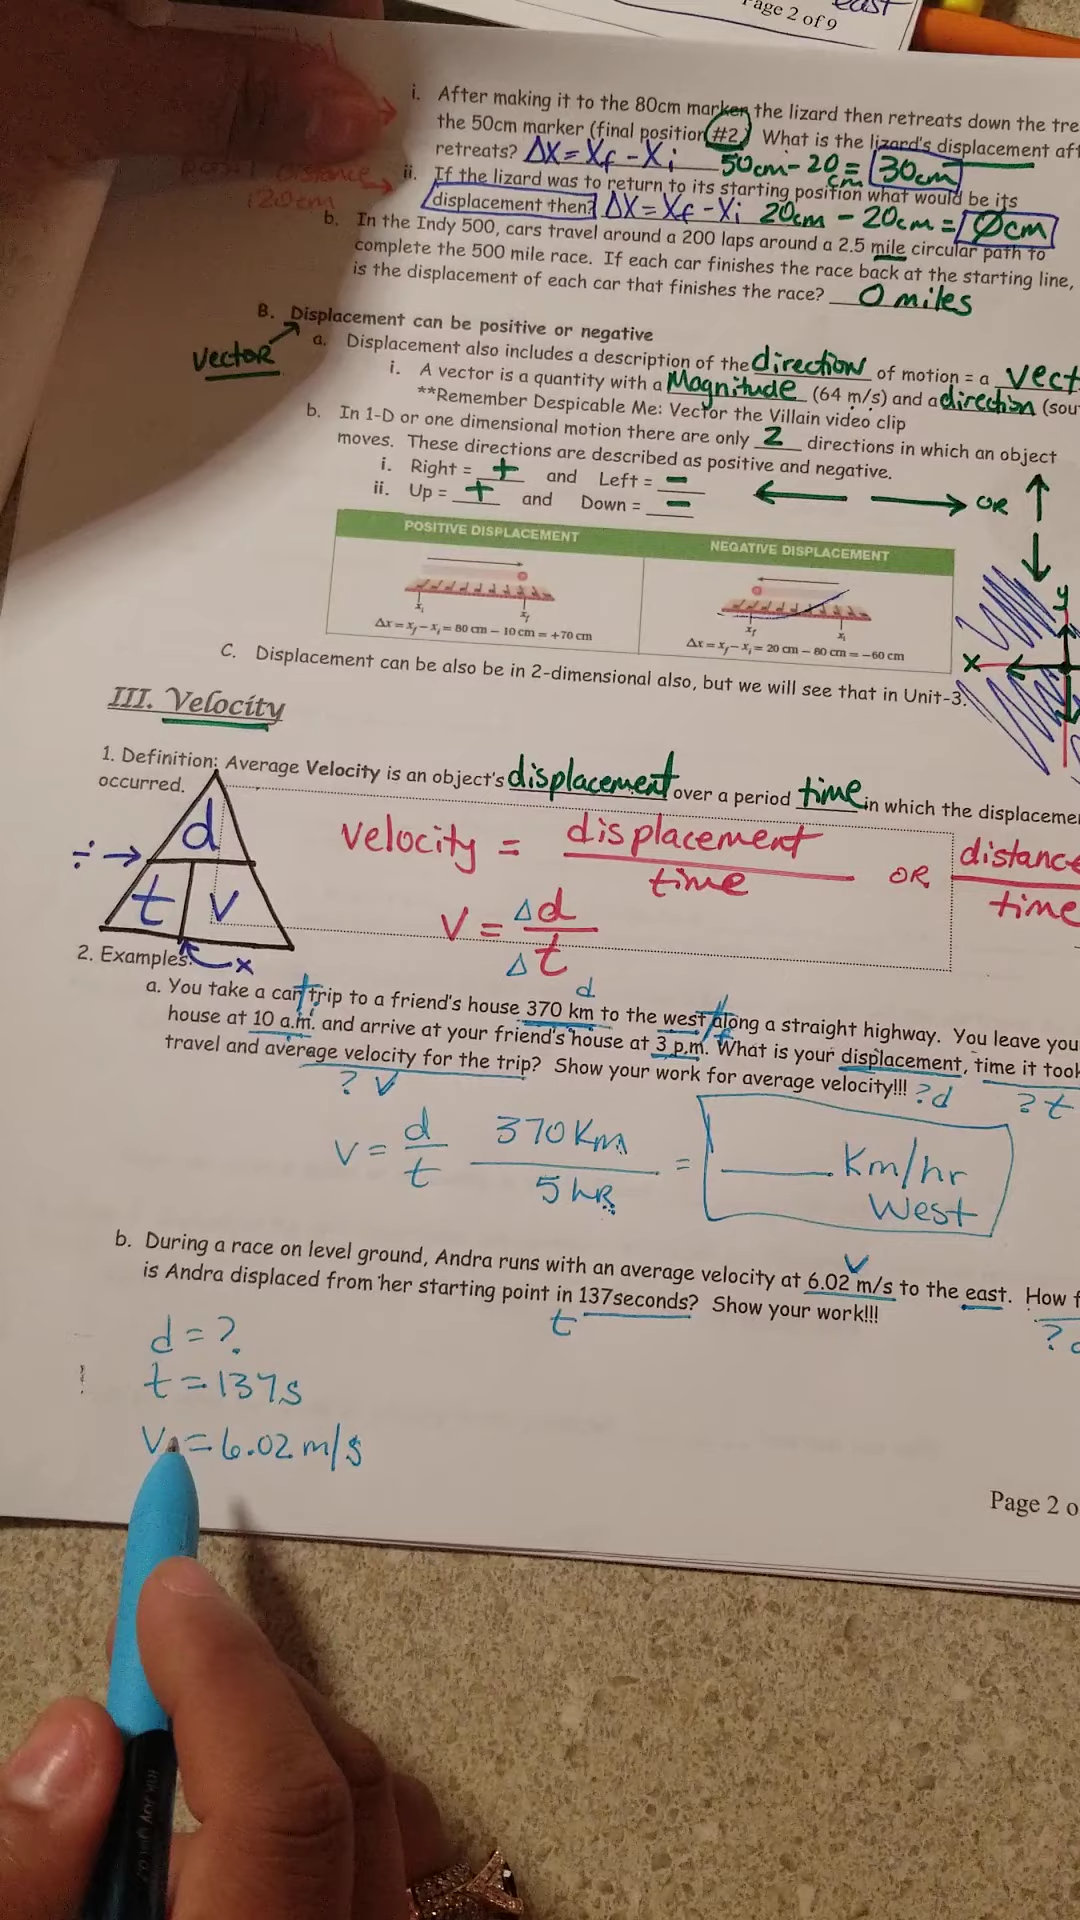 east
Page 2 of 9
i. After making it to the 80cm marker the lizard then retreats down the tre
the 50cm marker (final position #2) What is the lizard's displacement aft
retreats? ΔX = Xf - Xi 50cm - 20 cm = 30cm
Distance
120cm
ii. If the lizard was to return to its starting position what would be its
displacement then? ΔX = Xf - Xi 20cm - 20cm = 0cm
b. In the Indy 500, cars travel around a 200 laps around a 2.5 mile circular path to
complete the 500 mile race. If each car finishes the race back at the starting line,
is the displacement of each car that finishes the race? 0 miles
B. Displacement can be positive or negative
Vector
a. Displacement also includes a description of the direction of motion = a vect
i. A vector is a quantity with a Magnitude (64 m/s) and a direction (sou
**Remember Despicable Me: Vector the Villain video clip
b. In 1-D or one dimensional motion there are only 2 directions in which an object
moves. These directions are described as positive and negative.
i. Right = + and Left = -
ii. Up = + and Down = -
OR
POSITIVE DISPLACEMENT
NEGATIVE DISPLACEMENT
xi xf
xf xi
Δx = xf - xi = 80 cm - 10 cm = +70 cm
Δx = xf - xi = 20 cm - 80 cm = -60 cm
y
x
C. Displacement can be also be in 2-dimensional also, but we will see that in Unit-3.
III. Velocity
1. Definition: Average Velocity is an object's displacement over a period time in which the displaceme
occurred.
d
÷ →
t v
x
velocity = displacement / time OR distance / time
V = Δd / Δt
2. Examples:
d
a. You take a car trip to a friend's house 370 km to the west along a straight highway. You leave you
house at 10 a.m. and arrive at your friend's house at 3 p.m. What is your displacement, time it took
travel and average velocity for the trip? Show your work for average velocity!!!
? V ?d ?t
V = d / t 370 Km / 5 hR = ____ Km/hr
West
V
b. During a race on level ground, Andra runs with an average velocity at 6.02 m/s to the east. How f
is Andra displaced from her starting point in 137seconds? Show your work!!!
t
?d
d = ?
t = 137s
V = 6.02 m/s
Page 2 o